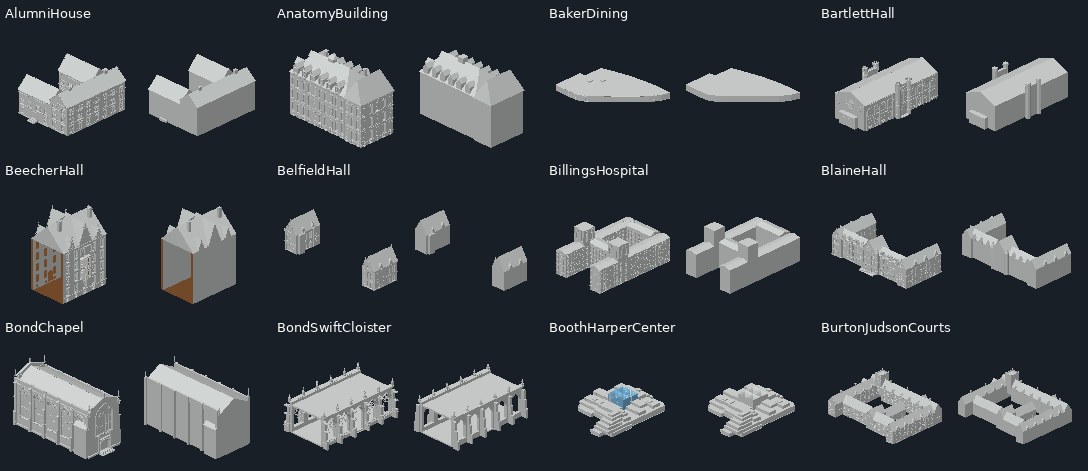 AlumniHouse
AnatomyBuilding
BakerDining
BartlettHall
BeecherHall
BelfieldHall
BillingsHospital
BlaineHall
BondChapel
BondSwiftCloister
BoothHarperCenter
BurtonJudsonCourts